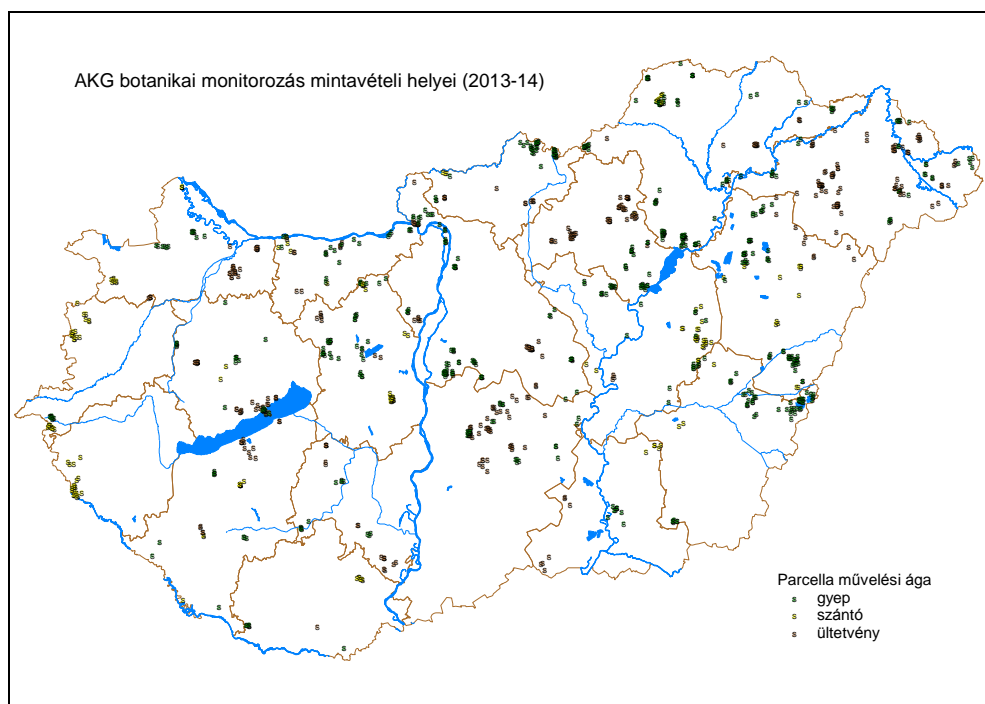 AKG botanikai monitorozás mintavételi helyei (2013-14)
Parcella művelési ága
s gyep
s szántó
s ültetvény